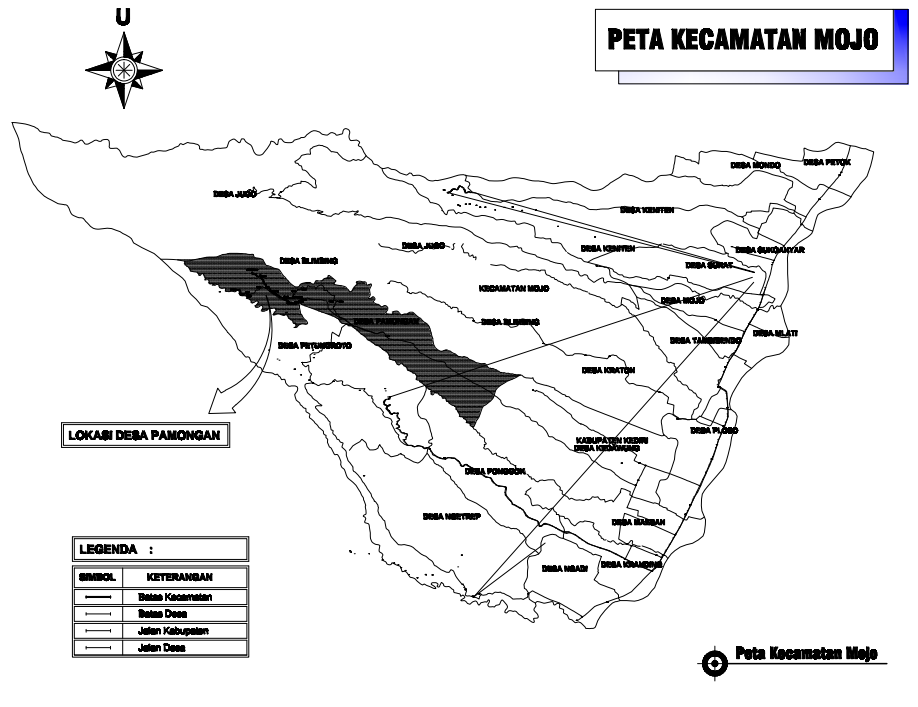 U
PETA KECAMATAN MOJO
DESA MONDO
DESA PETOK
DESA JUGO
DESA KENITEN
DESA JUGO
DESA KENITEN
DESA SUKOANYAR
DESA BLIMBING
DESA SURAT
KECAMATAN MOJO
DESA MOJO
DESA PAMONGAN
DESA BLIMBING
DESA MLATI
DESA PETUNGROTO
DESA TAMBIBENDO
DESA KRATON
LOKASI DESA PAMONGAN
DESA PLOSO
KABUPATEN KEDIRI
DESA KEDAWUNG
DESA PONGGOK
DESA NGETREP
DESA MAESAN
DESA NGADI
DESA KRANDING
LEGENDA :
SIMBOL KETERANGAN
Batas Kecamatan
Batas Desa
Jalan Kabupaten
Jalan Desa
Peta Kecamatan Mojo